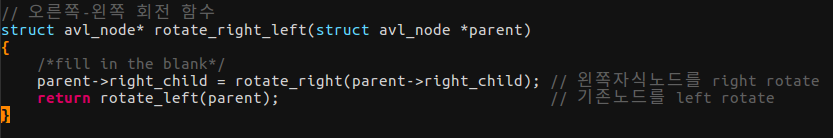 // 오른쪽-왼쪽 회전 함수
struct avl_node* rotate_right_left(struct avl_node *parent)
{
/*fill in the blank*/
parent->right_child = rotate_right(parent->right_child); // 왼쪽자식노드를 right rotate
return rotate_left(parent); // 기존노드를 left rotate
}